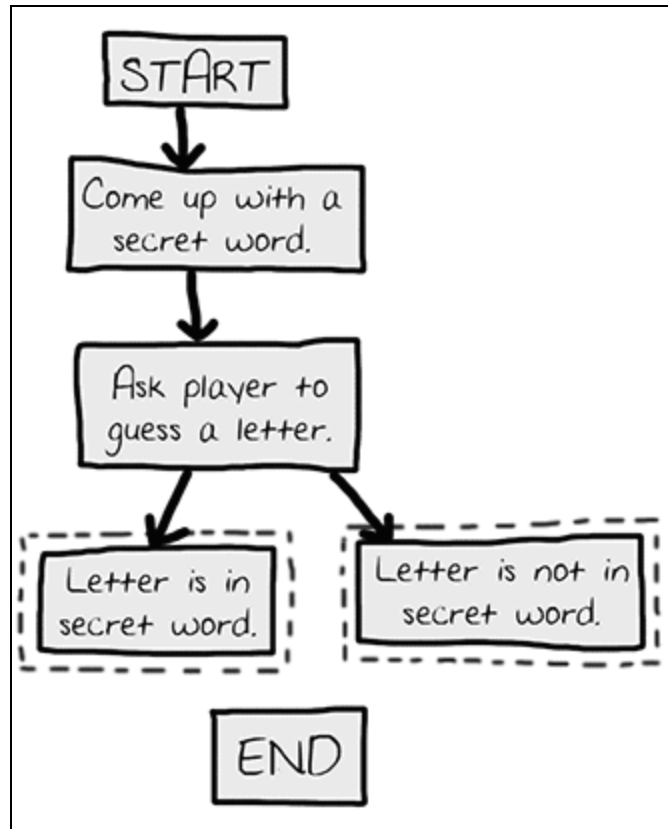 START
Come up with a
secret word.
Ask player to
guess a letter.
Letter is in
secret word.
Letter is not in
secret word.
END